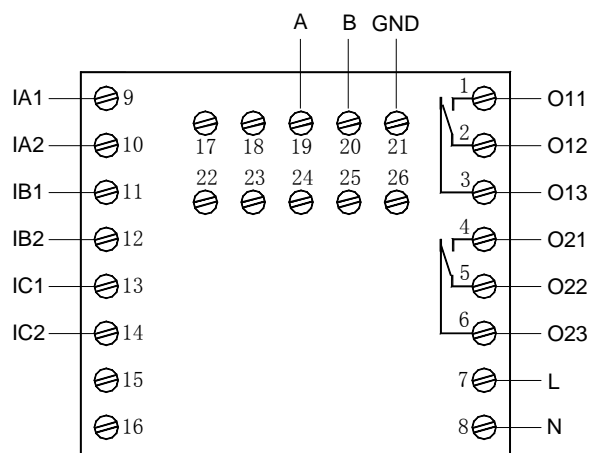 A B GND
IA1 9 1 O11
17 18 19 20 21
IA2 10 2 O12
22 23 24 25 26
IB1 11 3 O13
IB2 12 4 O21
IC1 13 5 O22
IC2 14 6 O23
15 7 L
16 8 N